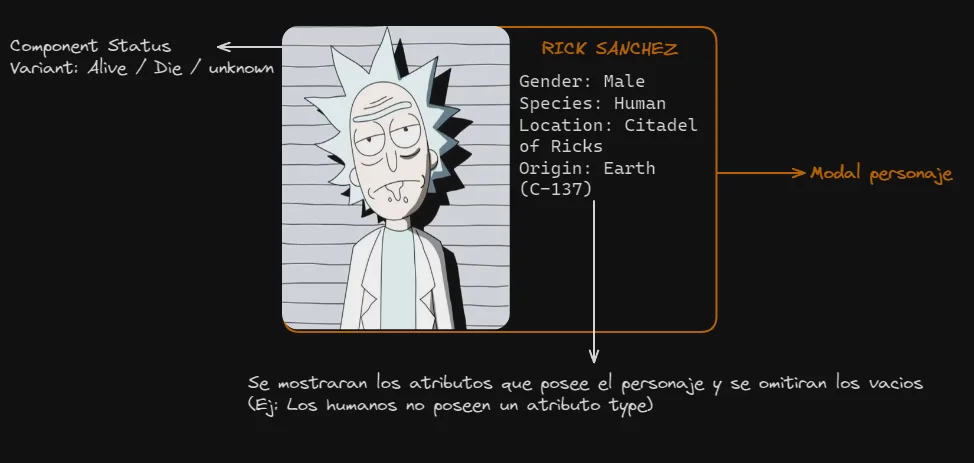 Component Status
Variant: Alive / Die / unknown
RICK SANCHEZ
Gender: Male
Species: Human
Location: Citadel
of Ricks
Origin: Earth
(C-137)
Modal personaje
Se mostraran los atributos que posee el personaje y se omitiran los vacios
(Ej: Los humanos no poseen un atributo type)